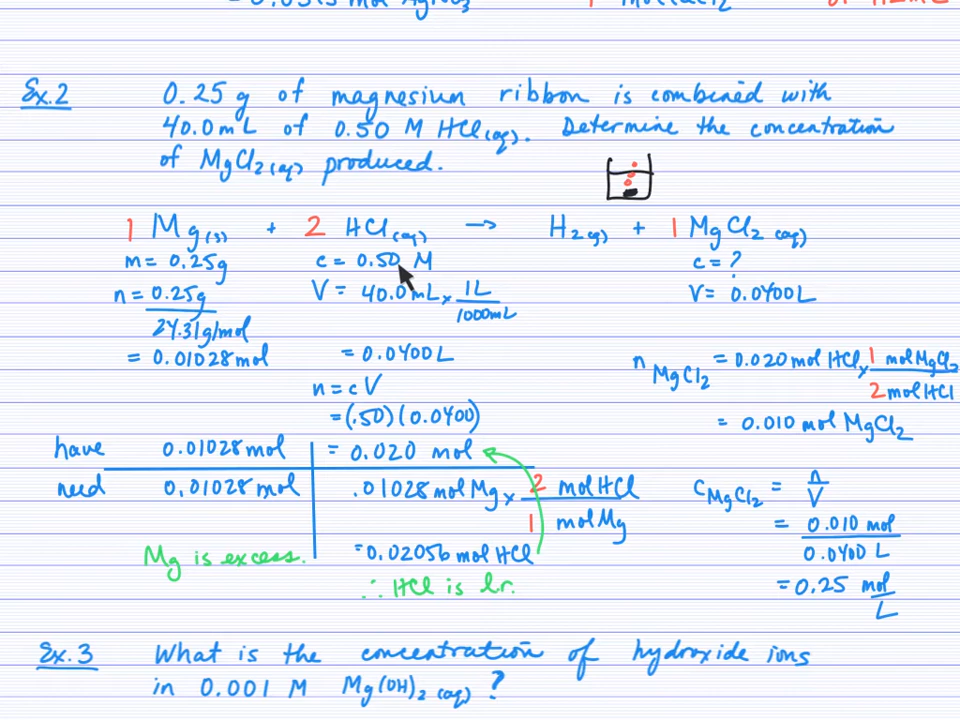 Ex.2 0.25 g of magnesium ribbon is combined with
40.0 mL of 0.50 M HCl(aq). Determine the concentration
of MgCl2(aq) produced.
1 Mg(s) + 2 HCl(aq) → H2(g) + 1 MgCl2(aq)
m = 0.25g c = 0.50 M c = ?
n = 0.25g V = 40.0mL x 1L V = 0.0400L
24.31g/mol 1000mL
= 0.01028 mol = 0.0400L
n = cV
= (.50)(0.0400)
have 0.01028 mol = 0.020 mol
need 0.01028 mol .01028 mol Mg x 2 mol HCl
1 mol Mg
Mg is excess. = 0.02056 mol HCl
∴ HCl is l.r.
n MgCl2 = 0.020 mol HCl x 1 mol MgCl2
2 mol HCl
= 0.010 mol MgCl2
C MgCl2 = n
V
= 0.010 mol
0.0400 L
= 0.25 mol
L
Ex.3 What is the concentration of hydroxide ions
in 0.001 M Mg(OH)2(aq)?